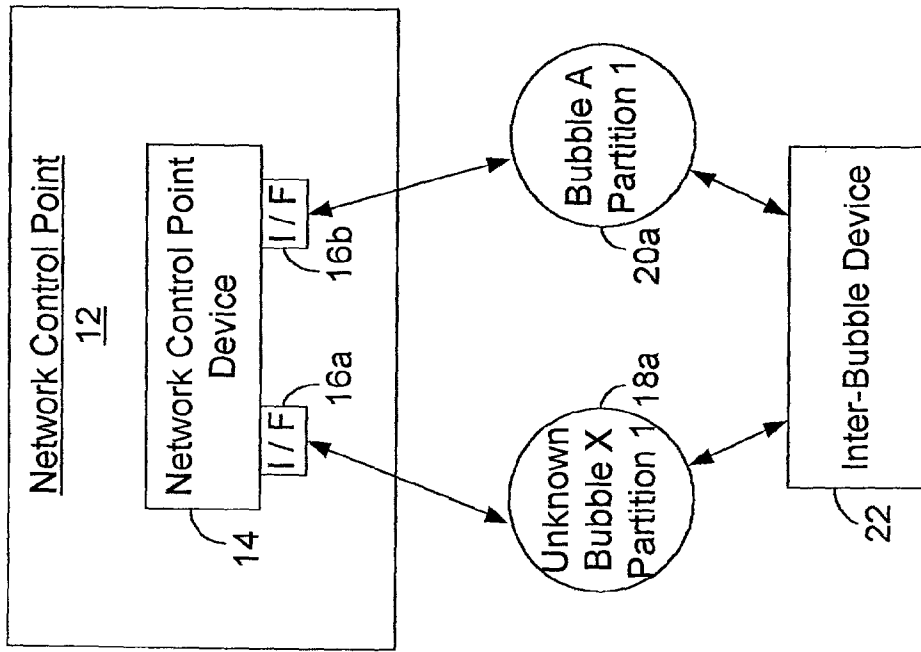 Network Control Point
12
Network Control Point
Device
14
I / F
16a
I / F
16b
Unknown
Bubble X
Partition 1
18a
Bubble A
Partition 1
20a
Inter-Bubble Device
22